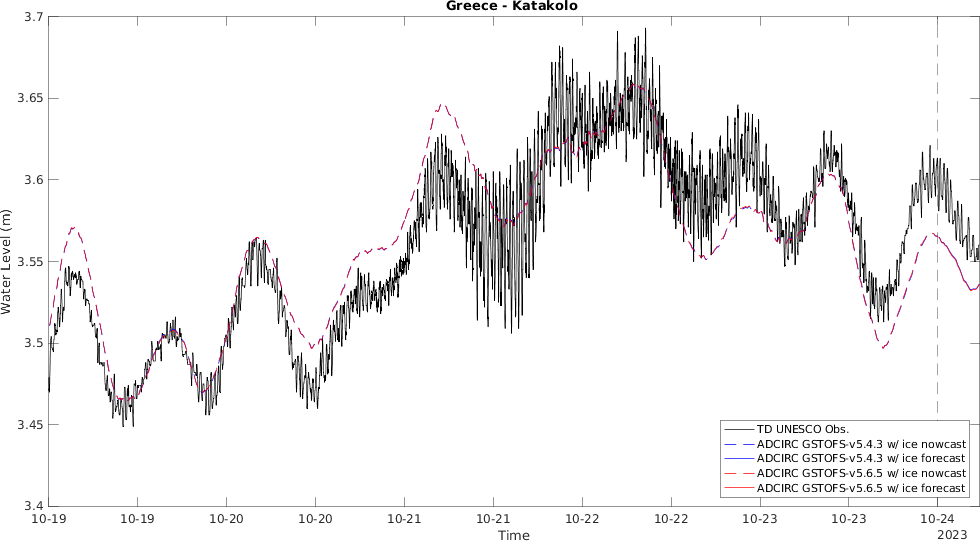 Greece - Katakolo
3.7
3.65
3.6
3.55
3.5
3.45
3.4
Water Level (m)
TD UNESCO Obs.
ADCIRC GSTOFS-v5.4.3 w/ ice nowcast
ADCIRC GSTOFS-v5.4.3 w/ ice forecast
ADCIRC GSTOFS-v5.6.5 w/ ice nowcast
ADCIRC GSTOFS-v5.6.5 w/ ice forecast
10-19 10-19 10-20 10-20 10-21 10-21 10-22 10-22 10-23 10-23 10-24
Time 2023